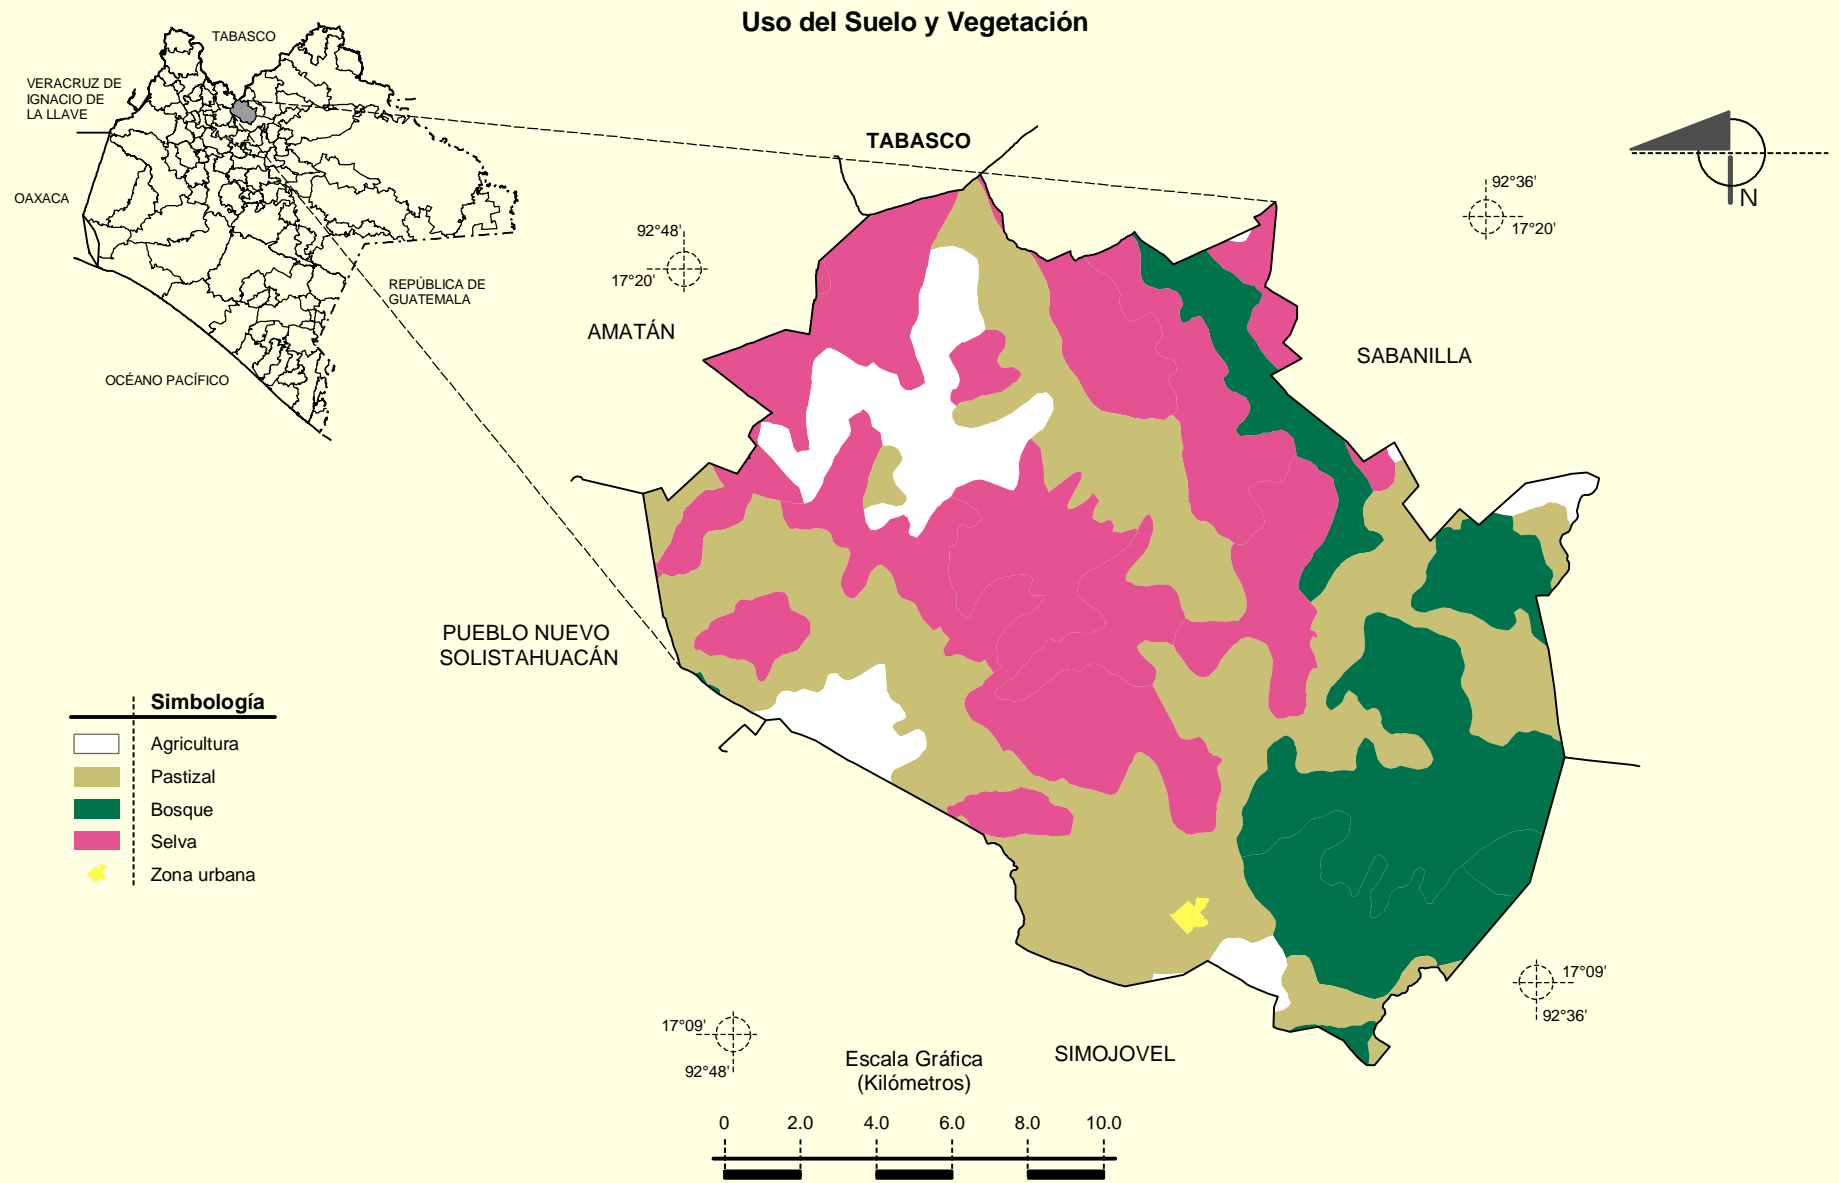 Uso del Suelo y Vegetación
TABASCO
VERACRUZ DE
IGNACIO DE
LA LLAVE
OAXACA
REPÚBLICA DE
GUATEMALA
OCÉANO PACÍFICO
TABASCO
92°48'
17°20'
92°36'
17°20'
N
AMATÁN
SABANILLA
PUEBLO NUEVO
SOLISTAHUACÁN
Simbología
Agricultura
Pastizal
Bosque
Selva
Zona urbana
17°09'
92°36'
17°09'
92°48'
SIMOJOVEL
Escala Gráfica
(Kilómetros)
0 2.0 4.0 6.0 8.0 10.0